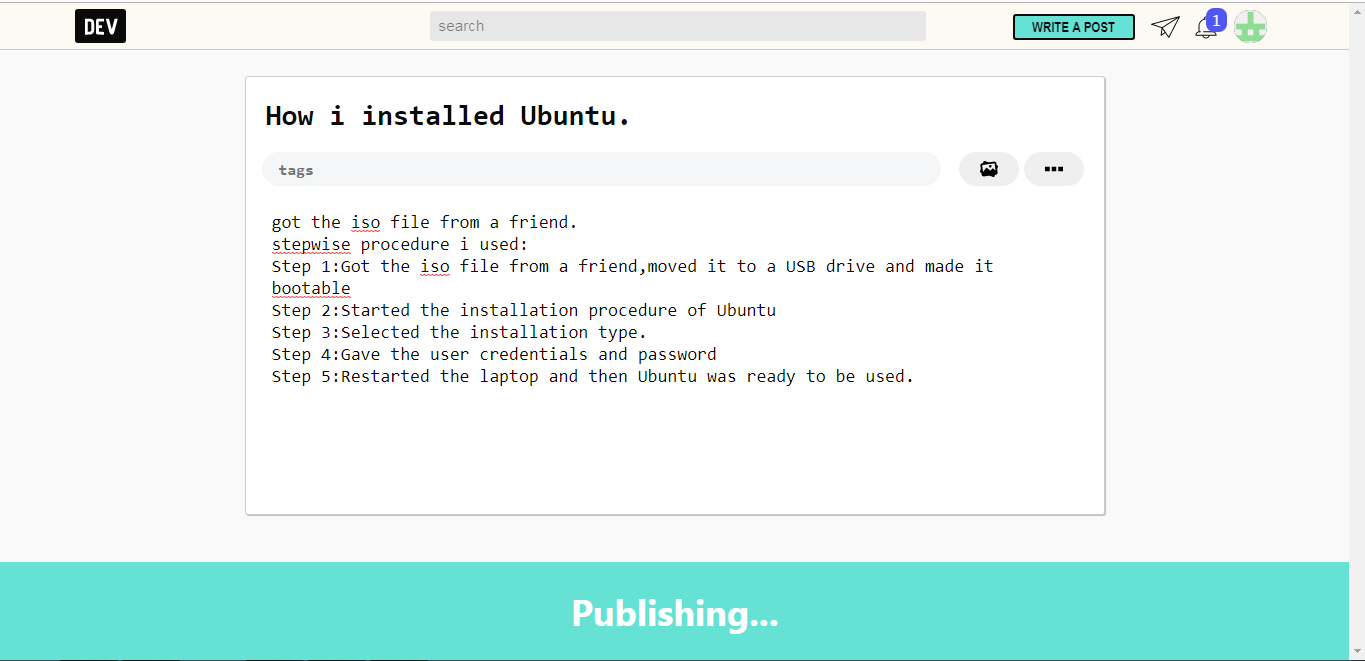 DEV
search
WRITE A POST
1
How i installed Ubuntu.
tags
got the iso file from a friend.
stepwise procedure i used:
Step 1:Got the iso file from a friend,moved it to a USB drive and made it
bootable
Step 2:Started the installation procedure of Ubuntu
Step 3:Selected the installation type.
Step 4:Gave the user credentials and password
Step 5:Restarted the laptop and then Ubuntu was ready to be used.
Publishing...